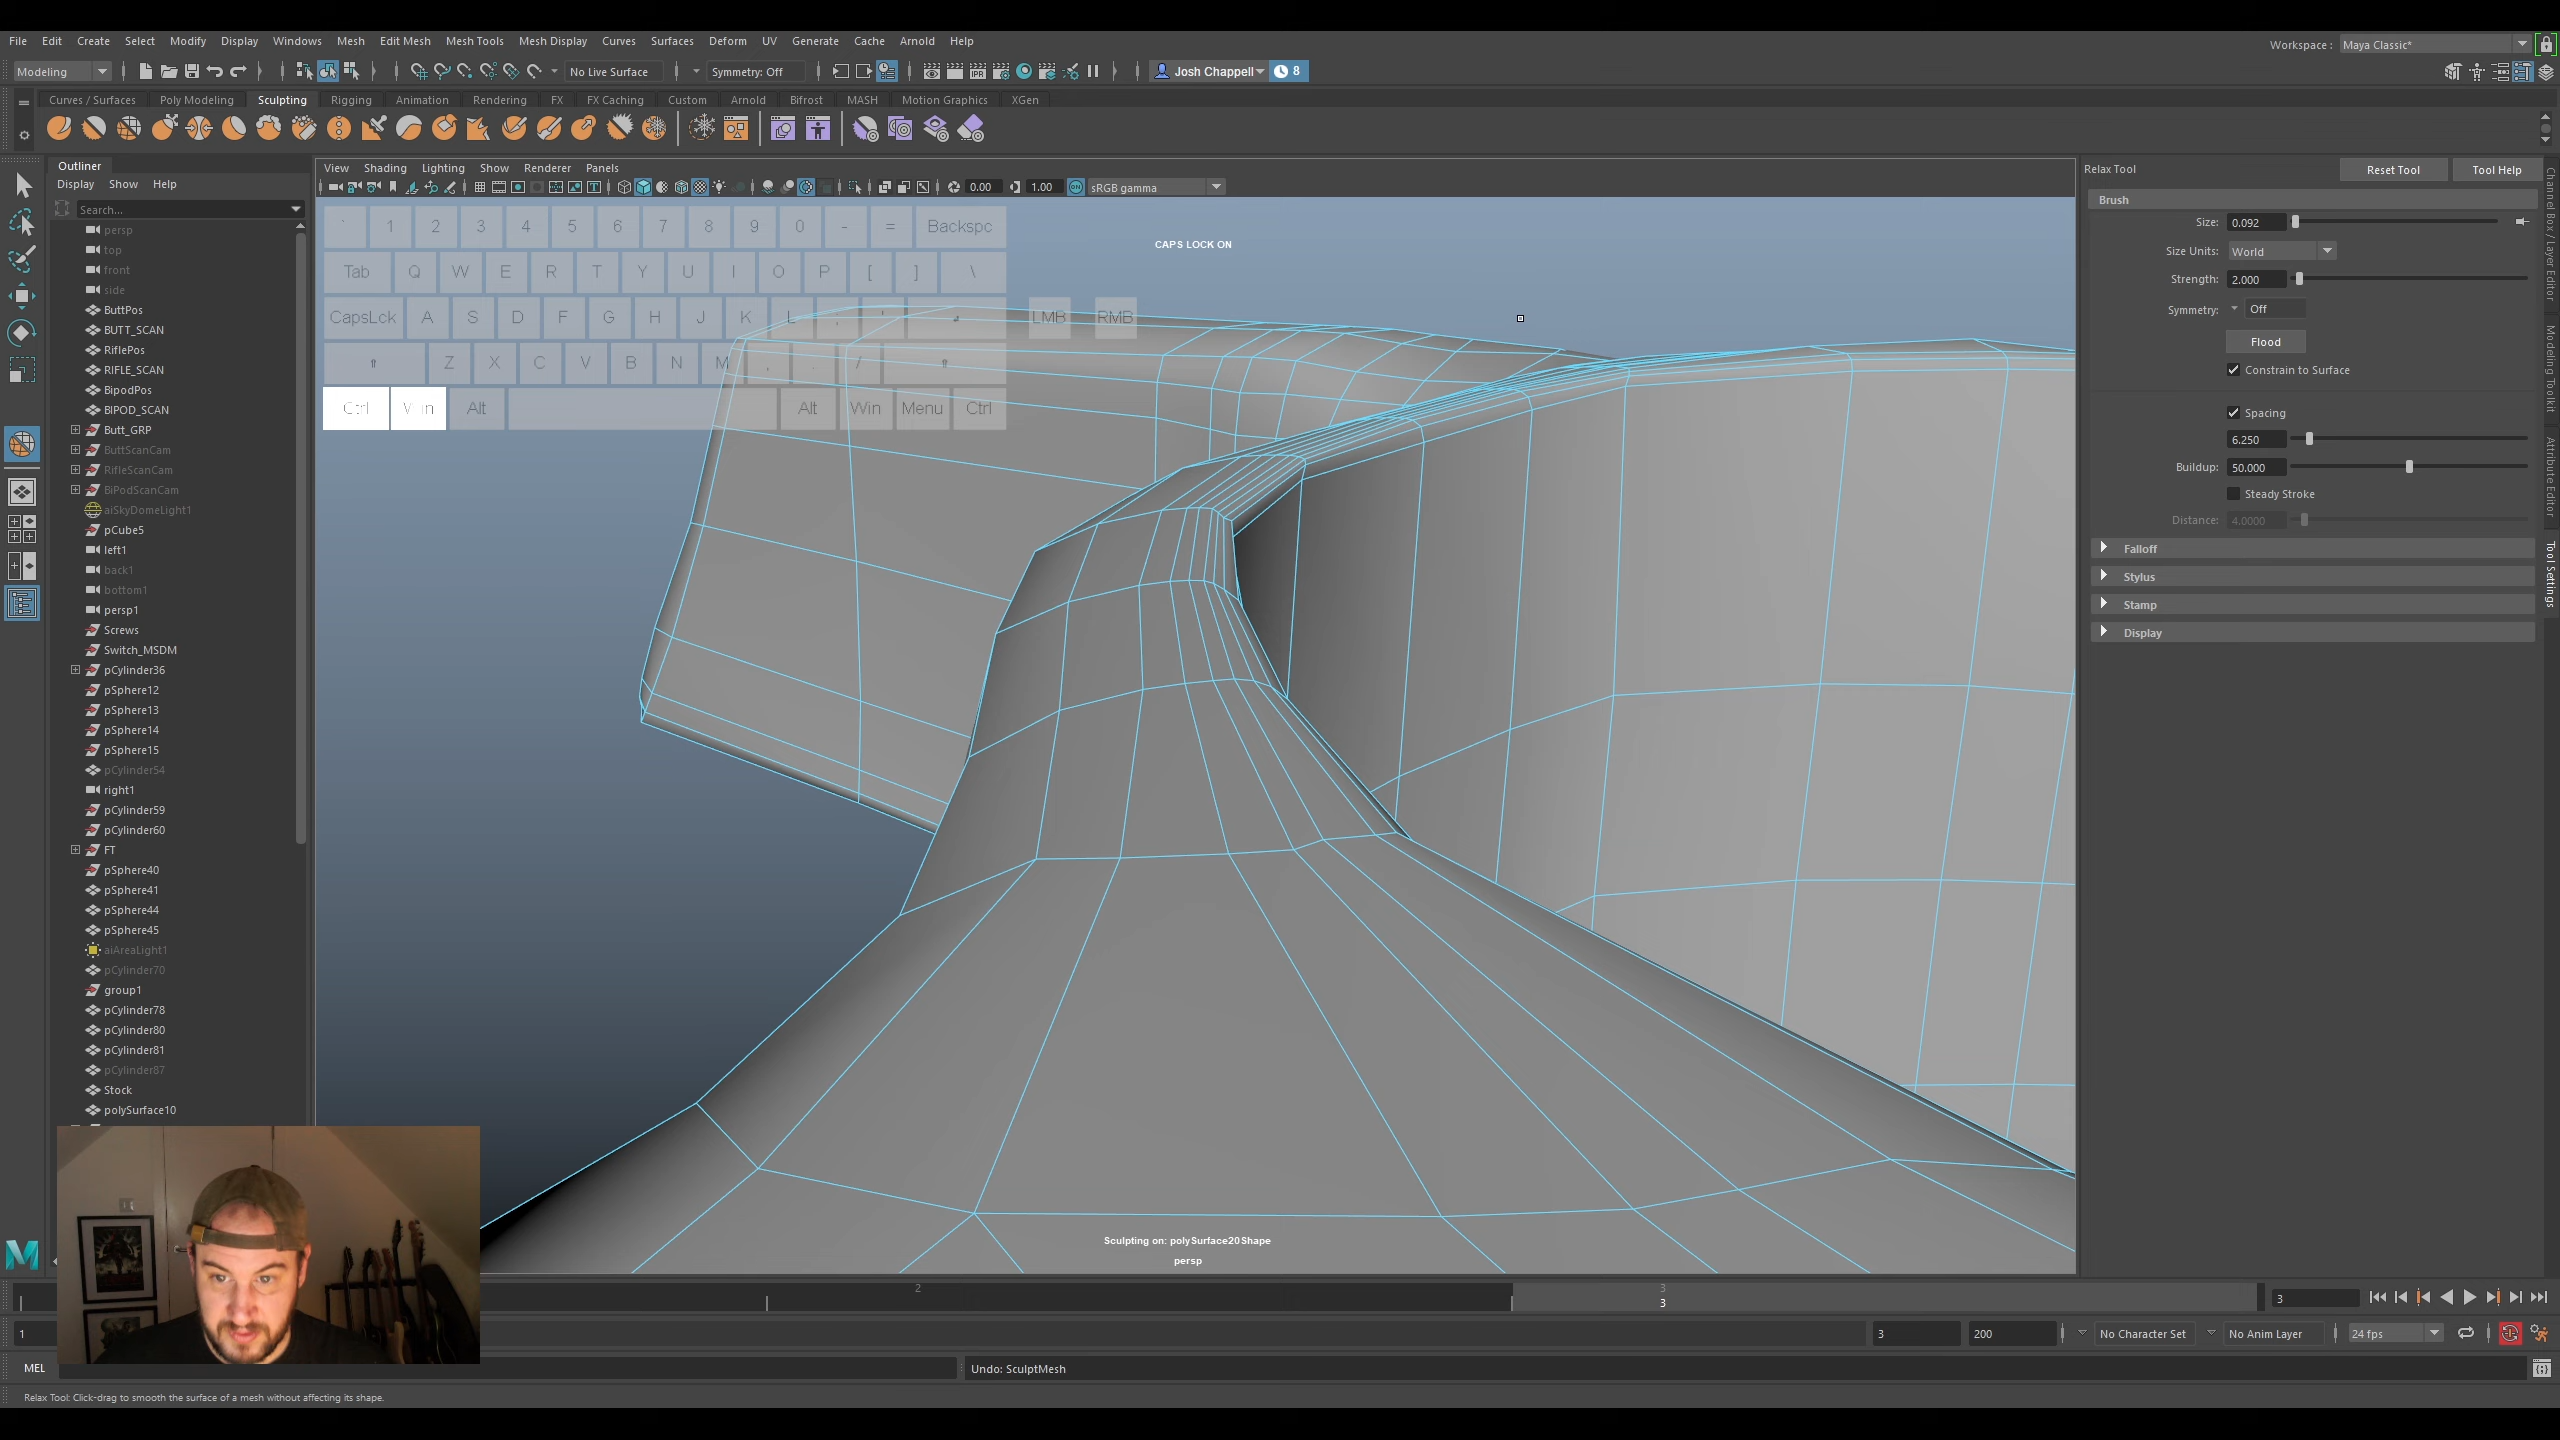 File Edit Create Select Modify Display Windows Mesh Edit Mesh Mesh Tools Mesh Display Curves Surfaces Deform UV Generate Cache Arnold Help
Workspace : Maya Classic*
Modeling No Live Surface Symmetry: Off Josh Chappell 8
Curves / Surfaces Poly Modeling Sculpting Rigging Animation Rendering FX FX Caching Custom Arnold Bifrost MASH Motion Graphics XGen
Outliner
Display Show Help
Search...
persp
top
front
side
ButtPos
BUTT_SCAN
RiflePos
RIFLE_SCAN
BipodPos
BIPOD_SCAN
Butt_GRP
ButtScanCam
RifleScanCam
BiPodScanCam
aiSkyDomeLight1
pCube5
left1
back1
bottom1
persp1
Screws
Switch_MSDM
pCylinder36
pSphere12
pSphere13
pSphere14
pSphere15
pCylinder54
right1
pCylinder59
pCylinder60
FT
pSphere40
pSphere41
pSphere44
pSphere45
aiAreaLight1
pCylinder70
group1
pCylinder78
pCylinder80
pCylinder81
pCylinder87
Stock
polySurface10
View Shading Lighting Show Renderer Panels
0.00 1.00 sRGB gamma
` 1 2 3 4 5 6 7 8 9 0 - = Backspc
Tab Q W E R T Y U I O P [ ] \
CapsLck A S D F G H J K L ; ' LMB RMB
Z X C V B N M , . /
Ctrl Win Alt Alt Win Menu Ctrl
CAPS LOCK ON
Sculpting on: polySurface20Shape
persp
Relax Tool Reset Tool Tool Help
Brush
Size: 0.092
Size Units: World
Strength: 2.000
Symmetry: Off
Flood
Constrain to Surface
Spacing
6.250
Buildup: 50.000
Steady Stroke
Distance: 4.0000
Falloff
Stylus
Stamp
Display
Channel Box / Layer Editor
Modeling Toolkit
Attribute Editor
Tool Settings
2 3
3 3
1 3 200 No Character Set No Anim Layer 24 fps
MEL Undo: SculptMesh
Relax Tool: Click-drag to smooth the surface of a mesh without affecting its shape.